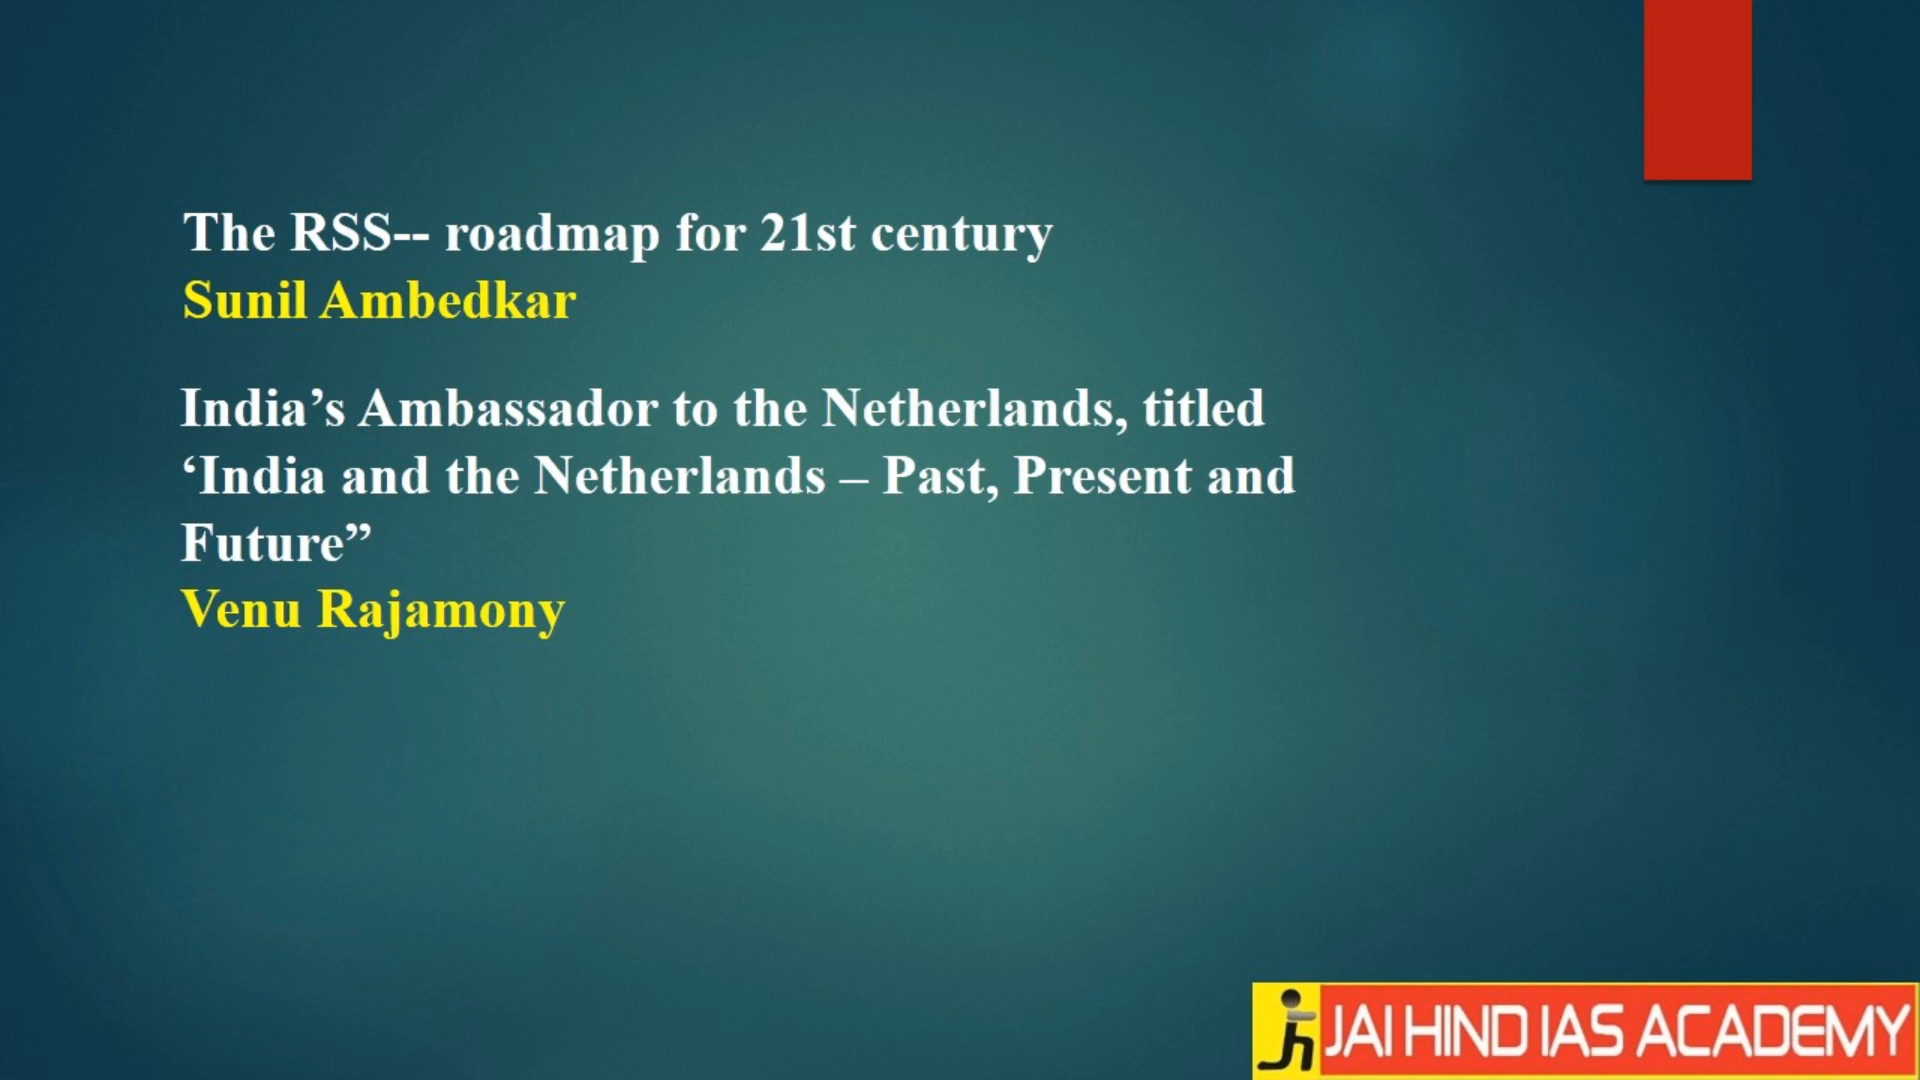 The RSS-- roadmap for 21st century
Sunil Ambedkar
India’s Ambassador to the Netherlands, titled
‘India and the Netherlands – Past, Present and
Future”
Venu Rajamony
JAI HIND IAS ACADEMY